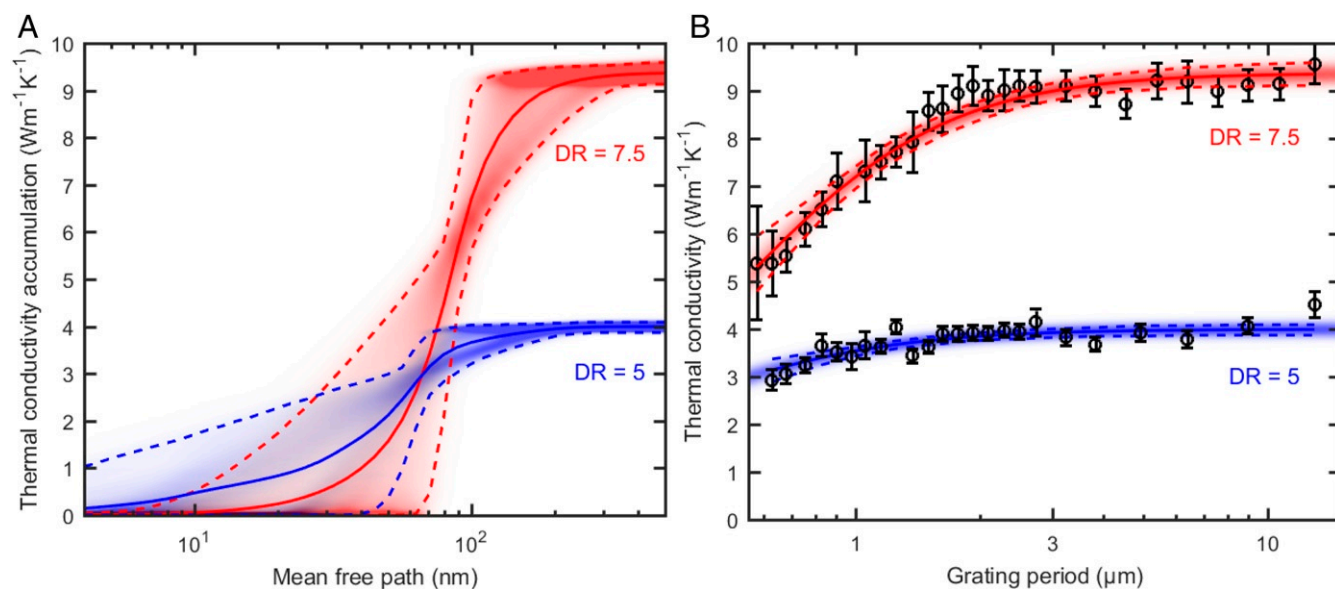 A
Thermal conductivity accumulation (Wm⁻¹K⁻¹)
10
9
8
7
6
5
4
3
2
1
0
DR = 7.5
DR = 5
10¹
10²
Mean free path (nm)
B
Thermal conductivity (Wm⁻¹K⁻¹)
10
9
8
7
6
5
4
3
2
1
0
DR = 7.5
DR = 5
1
3
10
Grating period (μm)